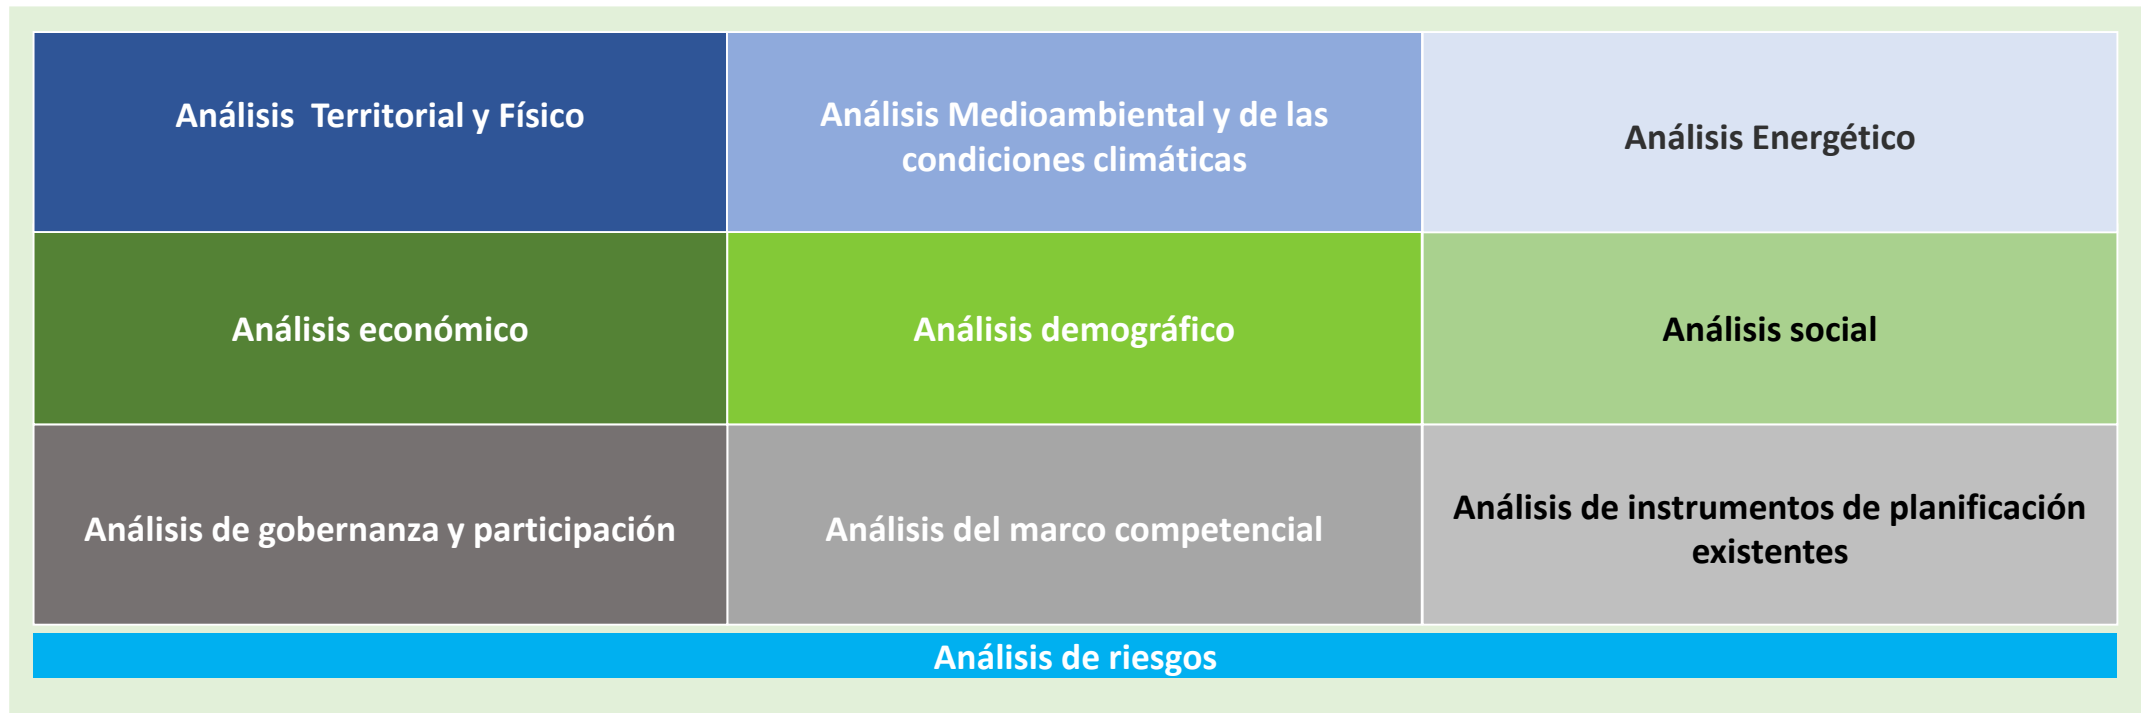 Análisis  Territorial y Físico
Análisis Medioambiental y de las
condiciones climáticas
Análisis Energético
Análisis económico
Análisis demográfico
Análisis social
Análisis de gobernanza y participación
Análisis del marco competencial
Análisis de instrumentos de planificación
existentes
Análisis de riesgos